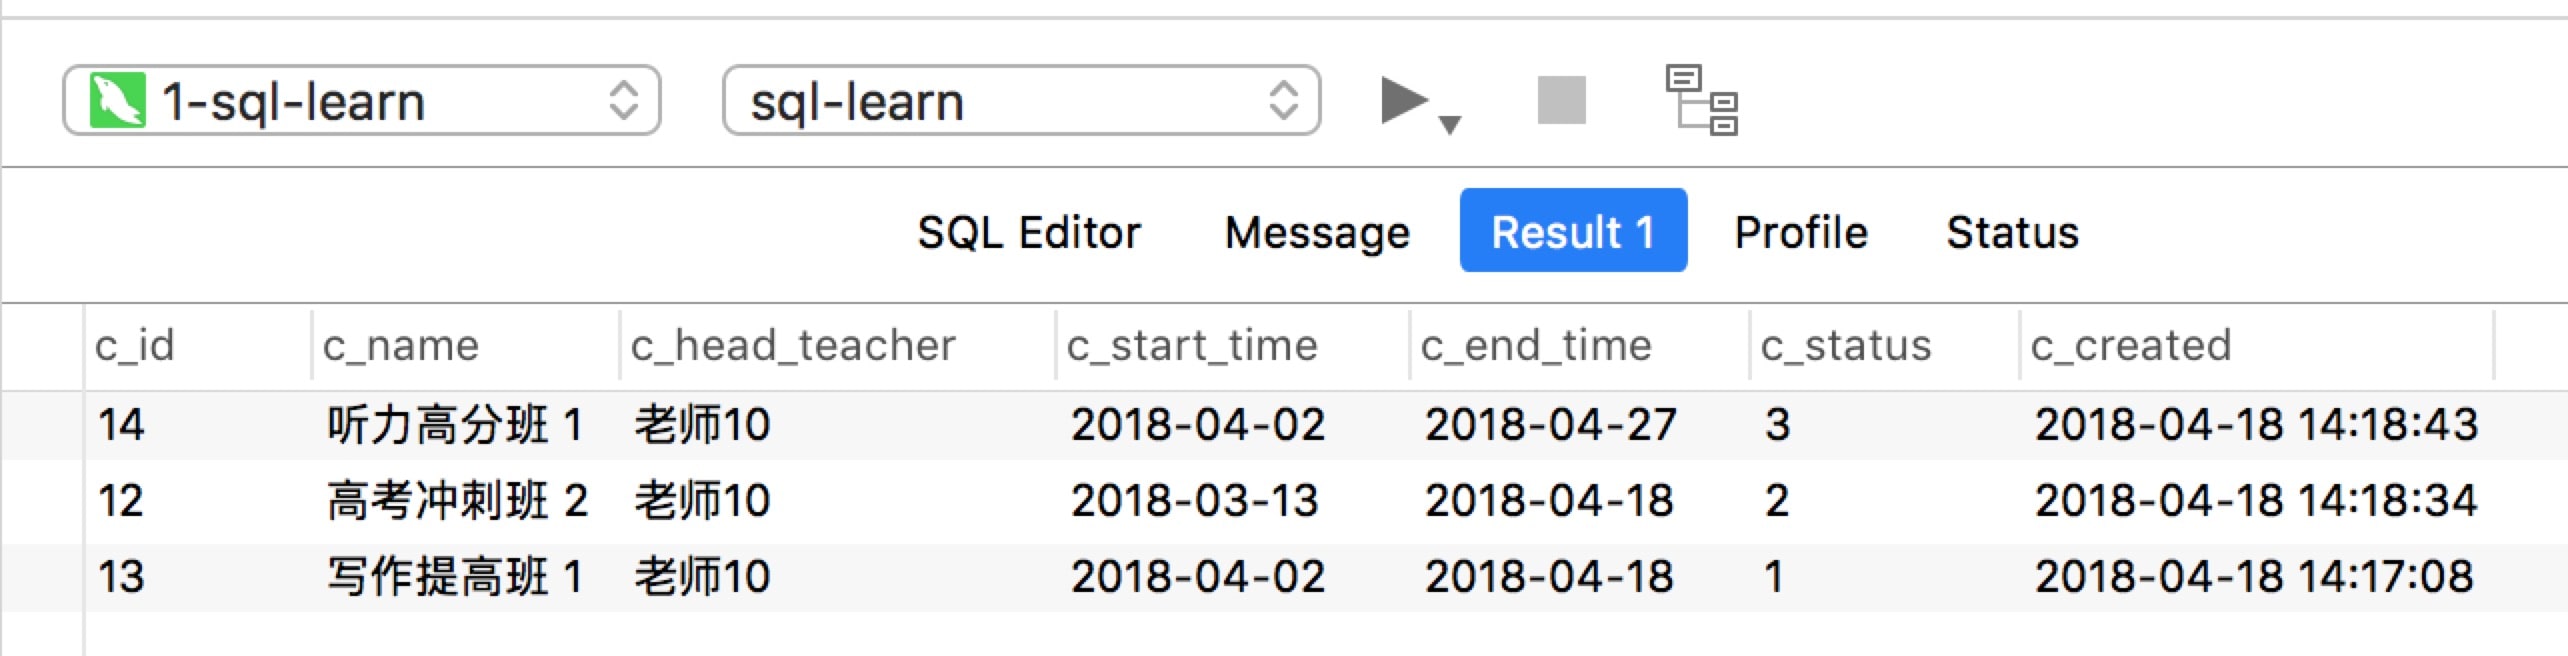 1-sql-learn sql-learn
SQL Editor Message Result 1 Profile Status
c_id c_name c_head_teacher c_start_time c_end_time c_status c_created
14 听力高分班 1 老师10 2018-04-02 2018-04-27 3 2018-04-18 14:18:43
12 高考冲刺班 2 老师10 2018-03-13 2018-04-18 2 2018-04-18 14:18:34
13 写作提高班 1 老师10 2018-04-02 2018-04-18 1 2018-04-18 14:17:08